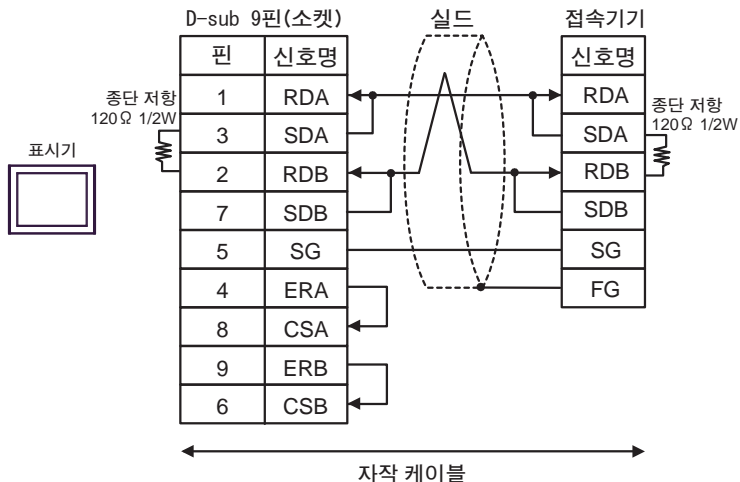 D-sub 9핀(소켓)
실드
접속기기
핀 신호명
신호명
1 RDA
RDA
종단 저항
120Ω 1/2W
종단 저항
120Ω 1/2W
3 SDA
SDA
표시기
2 RDB
RDB
7 SDB
SDB
5 SG
SG
4 ERA
FG
8 CSA
9 ERB
6 CSB
자작 케이블